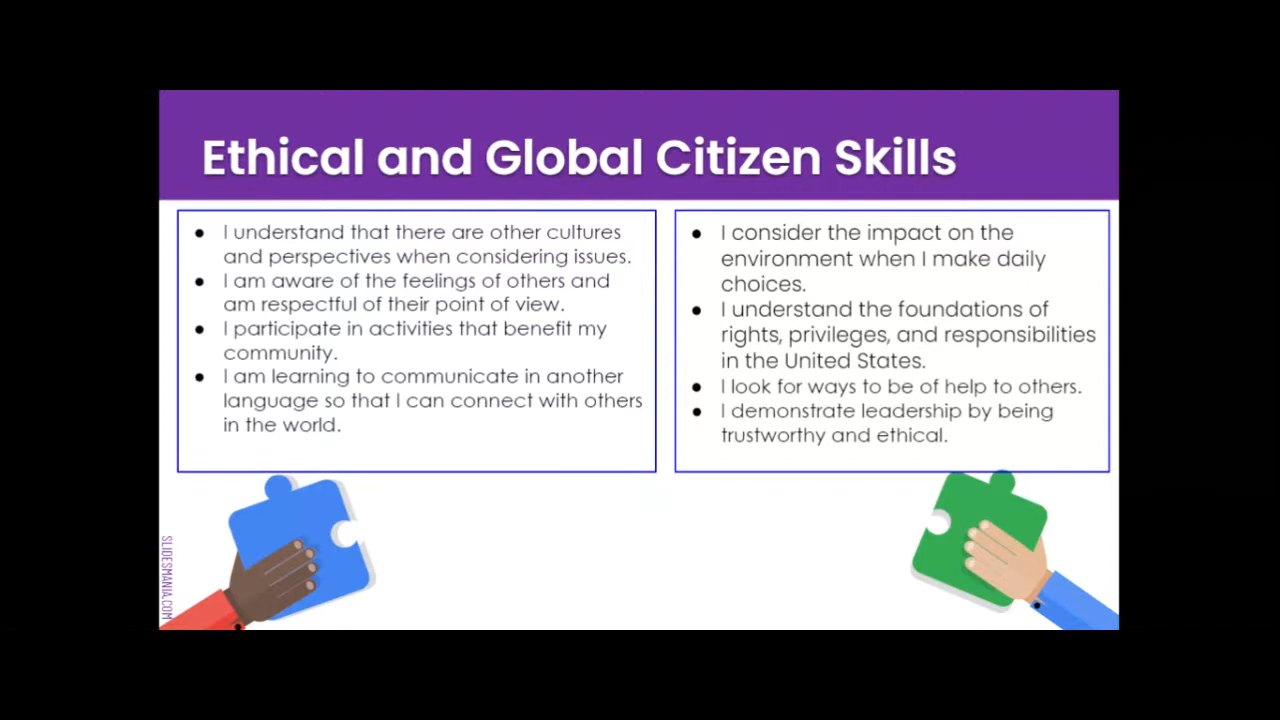 Ethical and Global Citizen Skills
● I understand that there are other cultures
and perspectives when considering issues.
● I am aware of the feelings of others and
am respectful of their point of view.
● I participate in activities that benefit my
community.
● I am learning to communicate in another
language so that I can connect with others
in the world.
● I consider the impact on the
environment when I make daily
choices.
● I understand the foundations of
rights, privileges, and responsibilities
in the United States.
● I look for ways to be of help to others.
● I demonstrate leadership by being
trustworthy and ethical.
SLIDESMANIA.COM